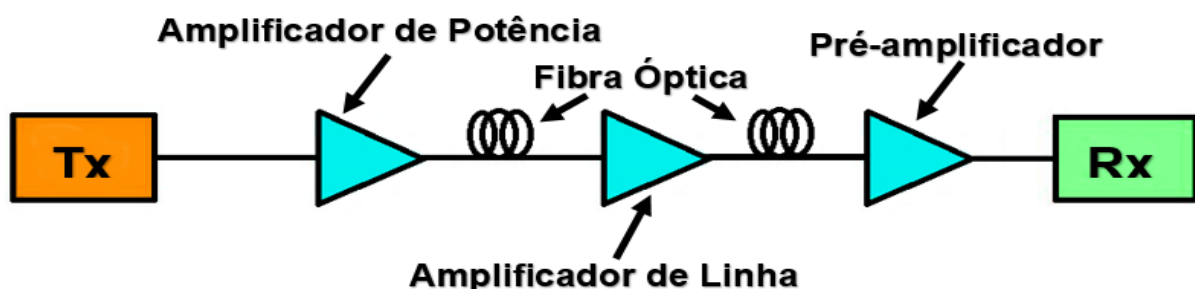 Amplificador de Potência
Pré-amplificador
Fibra Óptica
Tx
Rx
Amplificador de Linha